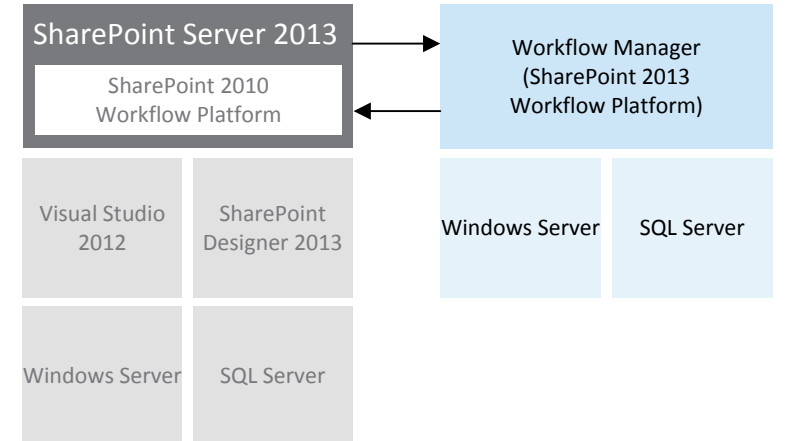 SharePoint Server 2013
SharePoint 2010
Workflow Platform
Workflow Manager
(SharePoint 2013
Workflow Platform)
Visual Studio
2012
SharePoint
Designer 2013
Windows Server
SQL Server
Windows Server
SQL Server